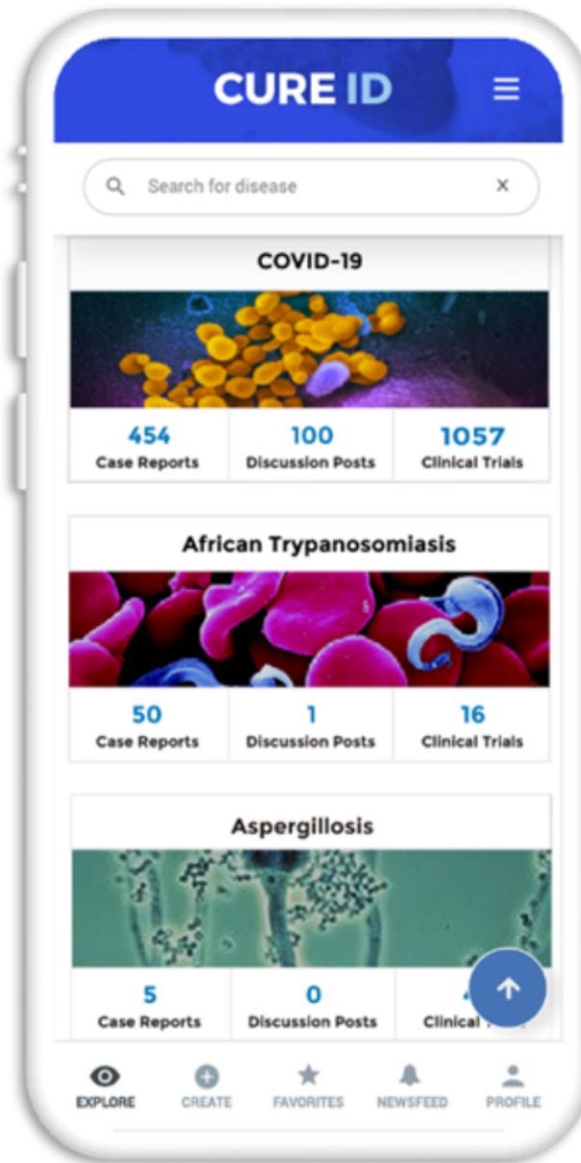 CURE ID
Search for disease X
COVID-19
454 100 1057
Case Reports Discussion Posts Clinical Trials
African Trypanosomiasis
50 1 16
Case Reports Discussion Posts Clinical Trials
Aspergillosis
5 0
Case Reports Discussion Posts Clinical
EXPLORE CREATE FAVORITES NEWSFEED PROFILE